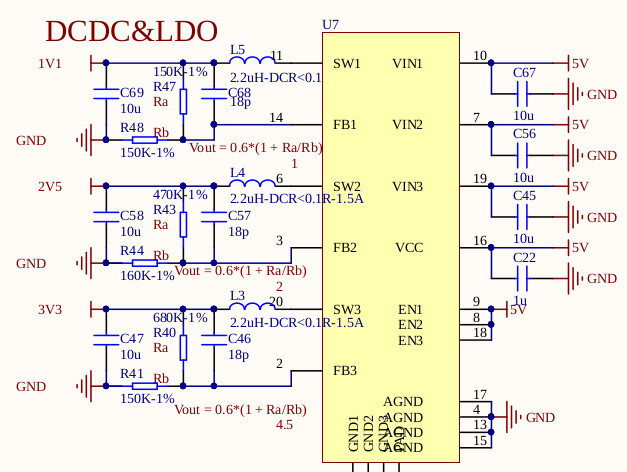 DCDC&LDO
U7
1V1
L5
11
SW1
VIN1
10
5V
150K-1%
2.2uH-DCR<0.1
C69
10u
R47
Ra
C68
18p
C67
10u
GND
14
FB1
VIN2
7
5V
R48
Rb
150K-1%
GND
C56
10u
GND
Vout = 0.6*(1 + Ra/Rb)
1
2V5
L4
6
SW2
VIN3
19
5V
470K-1%
2.2uH-DCR<0.1R-1.5A
C58
10u
R43
Ra
C57
18p
C45
10u
GND
3
FB2
VCC
16
5V
R44
Rb
160K-1%
GND
C22
1u
GND
Vout = 0.6*(1 + Ra/Rb)
2
3V3
L3
20
SW3
EN1
9
5V
680K-1%
2.2uH-DCR<0.1R-1.5A
EN2
8
EN3
18
C47
10u
R40
Ra
C46
18p
2
FB3
R41
Rb
150K-1%
GND
Vout = 0.6*(1 + Ra/Rb)
4.5
AGND
17
AGND
4
GND
AGND
13
AGND
15
GND1
GND2
GND3
PAD